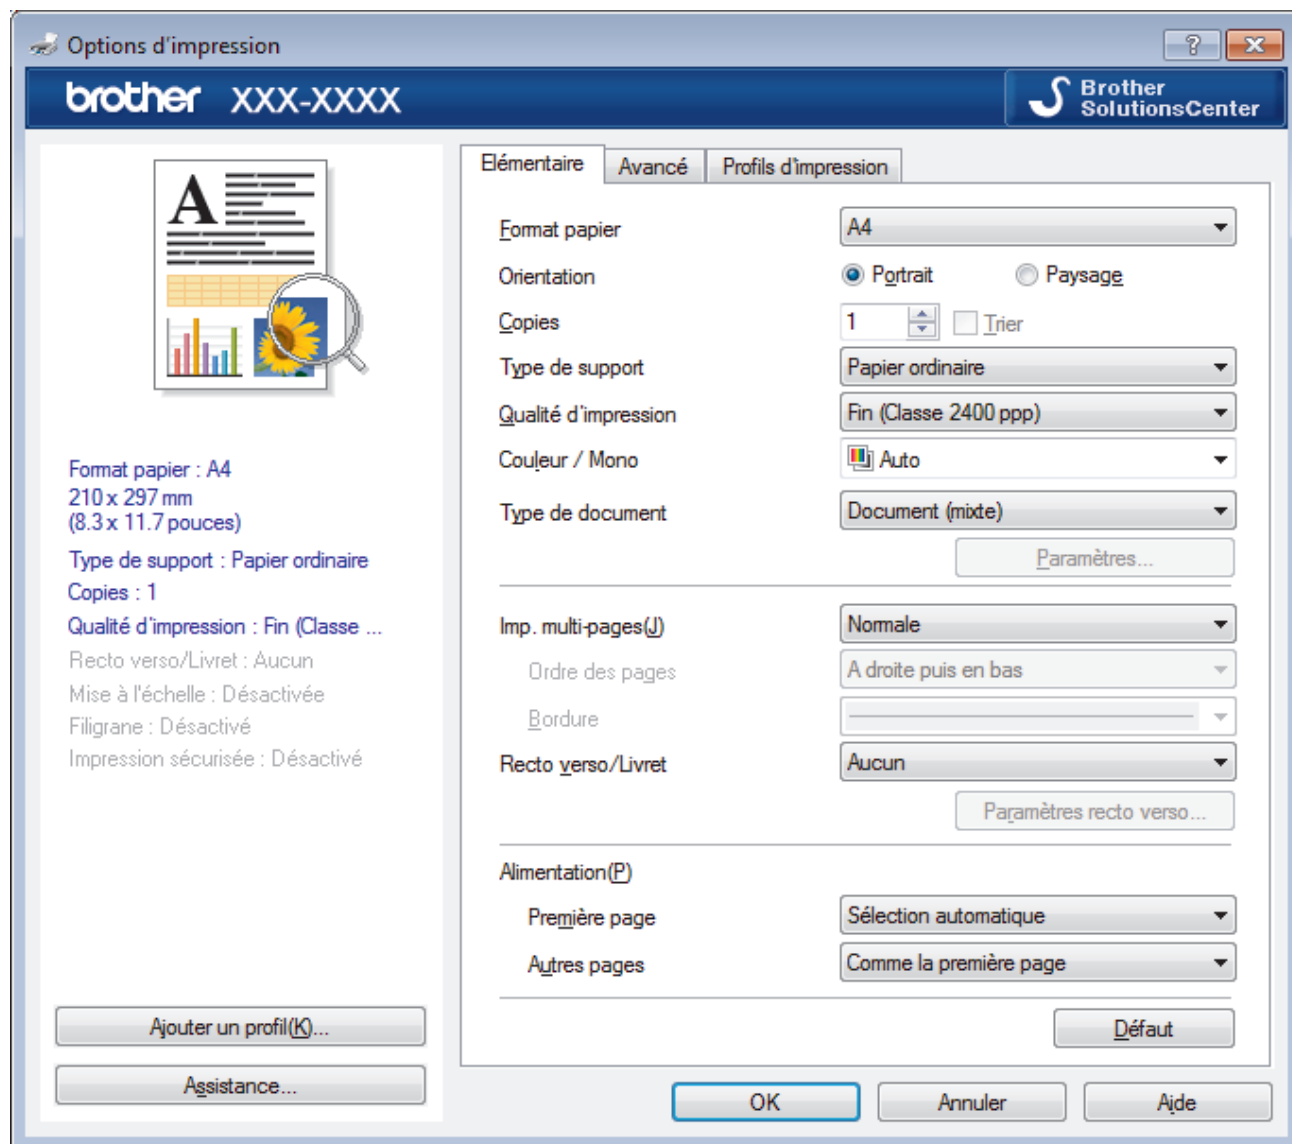 Options d'impression
brother XXX-XXXX
Brother
SolutionsCenter
A
Format papier : A4
210 x 297 mm
(8.3 x 11.7 pouces)
Type de support : Papier ordinaire
Copies : 1
Qualité d'impression : Fin (Classe ...
Recto verso/Livret : Aucun
Mise à l'échelle : Désactivée
Filigrane : Désactivé
Impression sécurisée : Désactivé
Ajouter un profil(K)...
Assistance...
Elémentaire Avancé Profils d'impression
Format papier A4
Orientation Portrait Paysage
Copies 1 Trier
Type de support Papier ordinaire
Qualité d'impression Fin (Classe 2400 ppp)
Couleur / Mono Auto
Type de document Document (mixte)
Paramètres...
Imp. multi-pages(J) Normale
Ordre des pages A droite puis en bas
Bordure
Recto verso/Livret Aucun
Paramètres recto verso...
Alimentation(P)
Première page Sélection automatique
Autres pages Comme la première page
Défaut
OK Annuler Aide